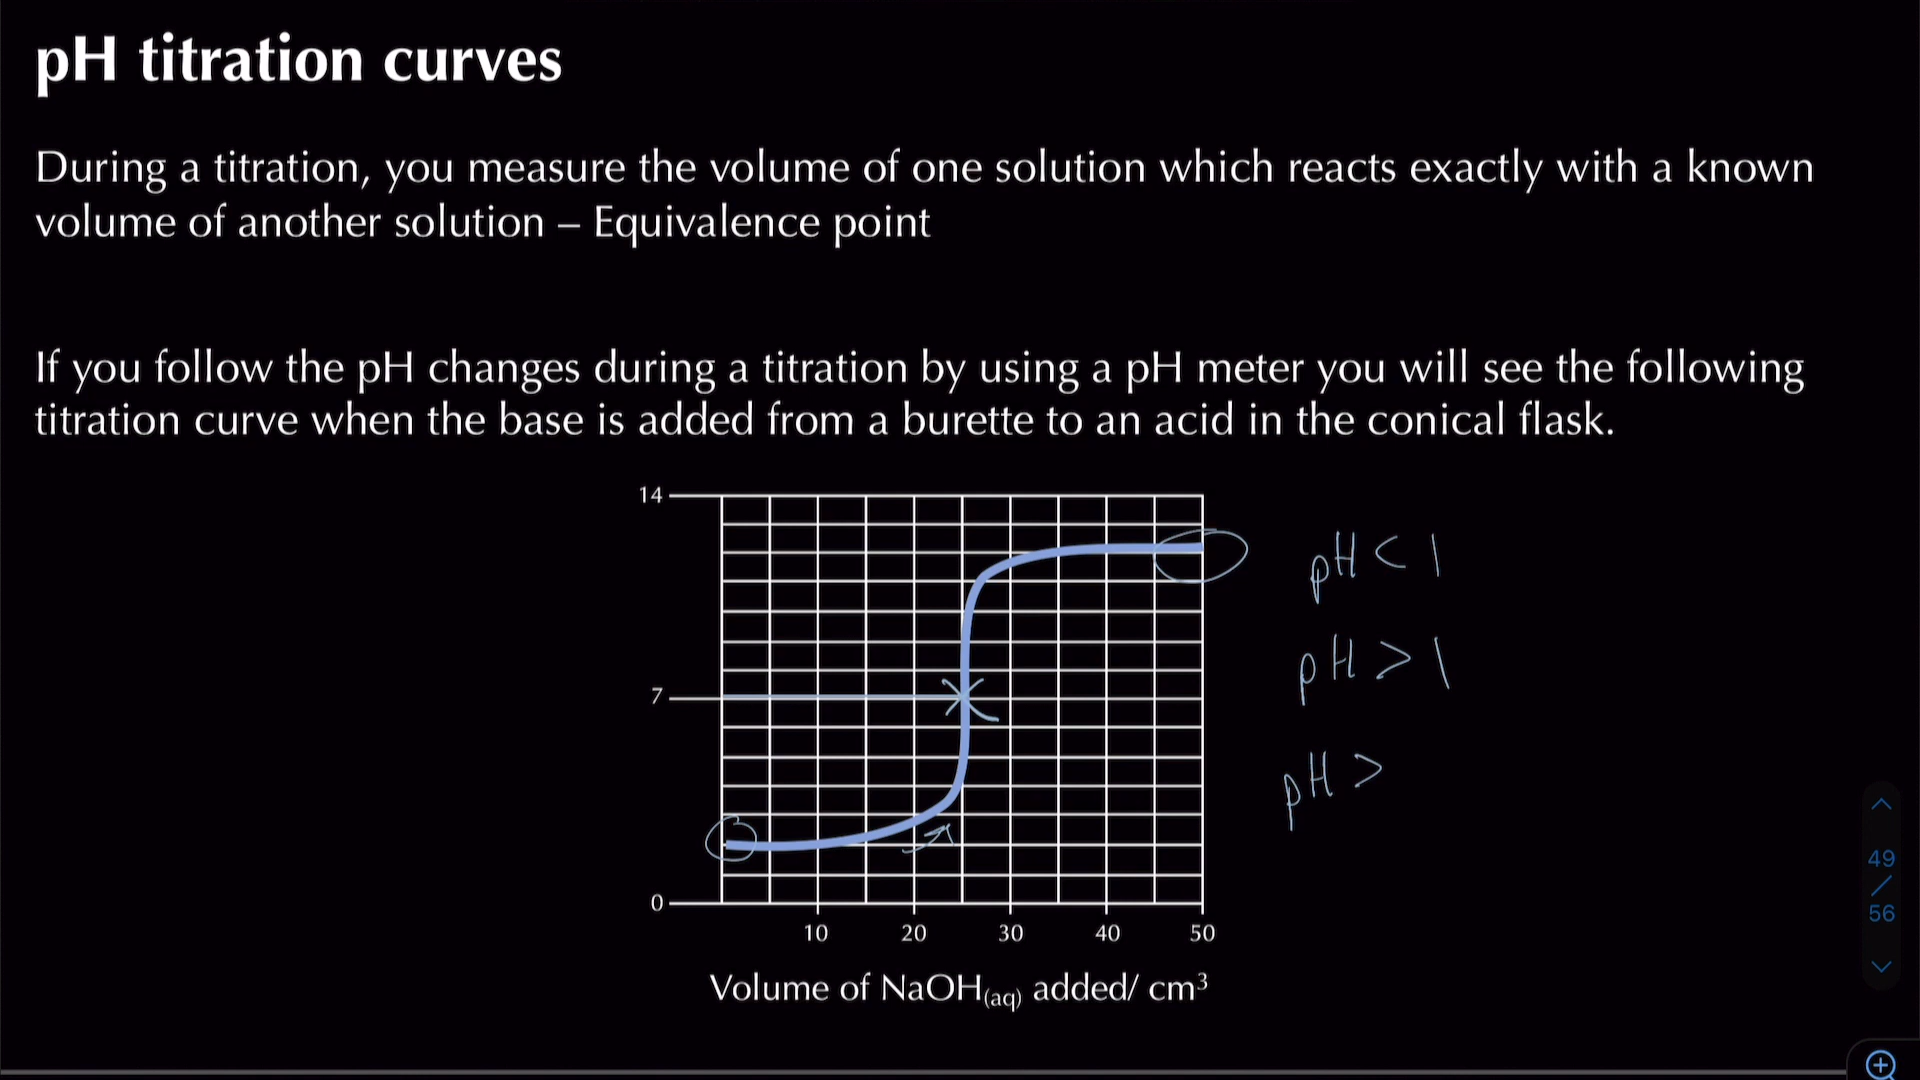 pH titration curves
During a titration, you measure the volume of one solution which reacts exactly with a known
volume of another solution – Equivalence point
If you follow the pH changes during a titration by using a pH meter you will see the following
titration curve when the base is added from a burette to an acid in the conical flask.
14
7
0
10 20 30 40 50
Volume of NaOH(aq) added/ cm³
pH < 1
pH > 1
pH >
49
/
56